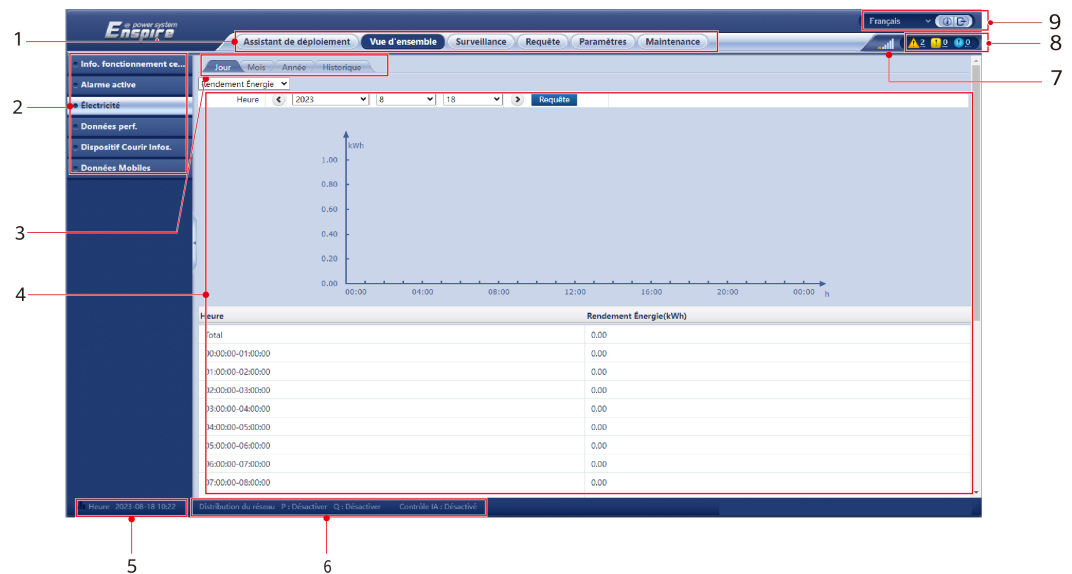 power system
Enspire
Français
9
1
Assistant de déploiement Vue d'ensemble Surveillance Requête Paramètres Maintenance
2 0 0
8
Info. fonctionnement ce...
Jour Mois Année Historique
7
Alarme active
Rendement Énergie
2
Électricité
Heure 2023 8 18 Requête
Données perf.
Dispositif Courir Infos.
Données Mobiles
kWh
1.00
0.80
0.60
3
0.40
0.20
0.00
4
00:00 04:00 08:00 12:00 16:00 20:00 00:00 h
Heure Rendement Énergie(kWh)
Total 0.00
00:00:00-01:00:00 0.00
01:00:00-02:00:00 0.00
02:00:00-03:00:00 0.00
03:00:00-04:00:00 0.00
04:00:00-05:00:00 0.00
05:00:00-06:00:00 0.00
06:00:00-07:00:00 0.00
07:00:00-08:00:00 0.00
Heure 2023-08-18 10:22 Distribution du réseau P : Désactiver Q : Désactiver Contrôle IA : Désactivé
5 6